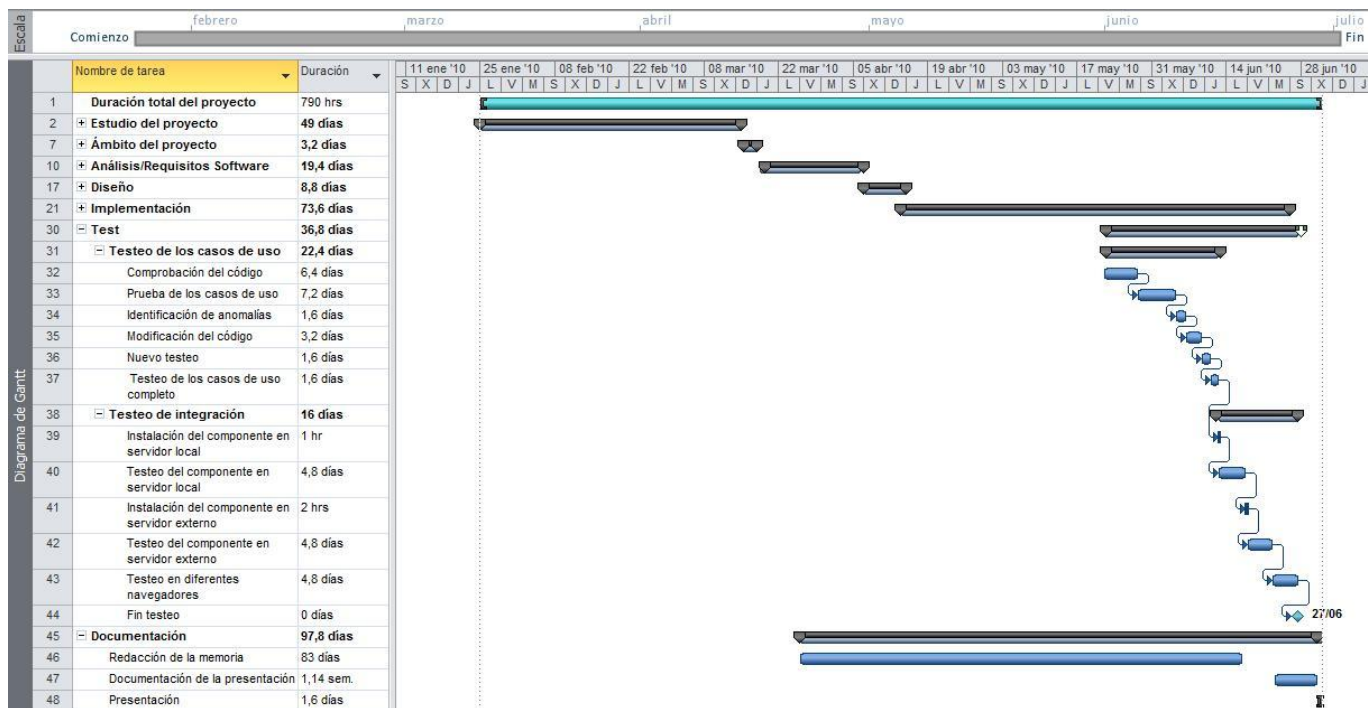 Escala
febrero marzo abril mayo junio julio
Comienzo Fin
Nombre de tarea Duración 11 ene '10 25 ene '10 08 feb '10 22 feb '10 08 mar '10 22 mar '10 05 abr '10 19 abr '10 03 may '10 17 may '10 31 may '10 14 jun '10 28 jun '10
S X D J L V M S X D J L V M S X D J L V M S X D J L V M S X D J L V M S X D J
Diagrama de Gantt
1 Duración total del proyecto 790 hrs
2 Estudio del proyecto 49 días
7 Ámbito del proyecto 3,2 días
10 Análisis/Requisitos Software 19,4 días
17 Diseño 8,8 días
21 Implementación 73,6 días
30 Test 36,8 días
31 Testeo de los casos de uso 22,4 días
32 Comprobación del código 6,4 días
33 Prueba de los casos de uso 7,2 días
34 Identificación de anomalías 1,6 días
35 Modificación del código 3,2 días
36 Nuevo testeo 1,6 días
37 Testeo de los casos de uso 1,6 días
completo
38 Testeo de integración 16 días
39 Instalación del componente en 1 hr
servidor local
40 Testeo del componente en 4,8 días
servidor local
41 Instalación del componente en 2 hrs
servidor externo
42 Testeo del componente en 4,8 días
servidor externo
43 Testeo en diferentes 4,8 días
navegadores
44 Fin testeo 0 días 27/06
45 Documentación 97,8 días
46 Redacción de la memoria 83 días
47 Documentación de la presentación 1,14 sem.
48 Presentación 1,6 días